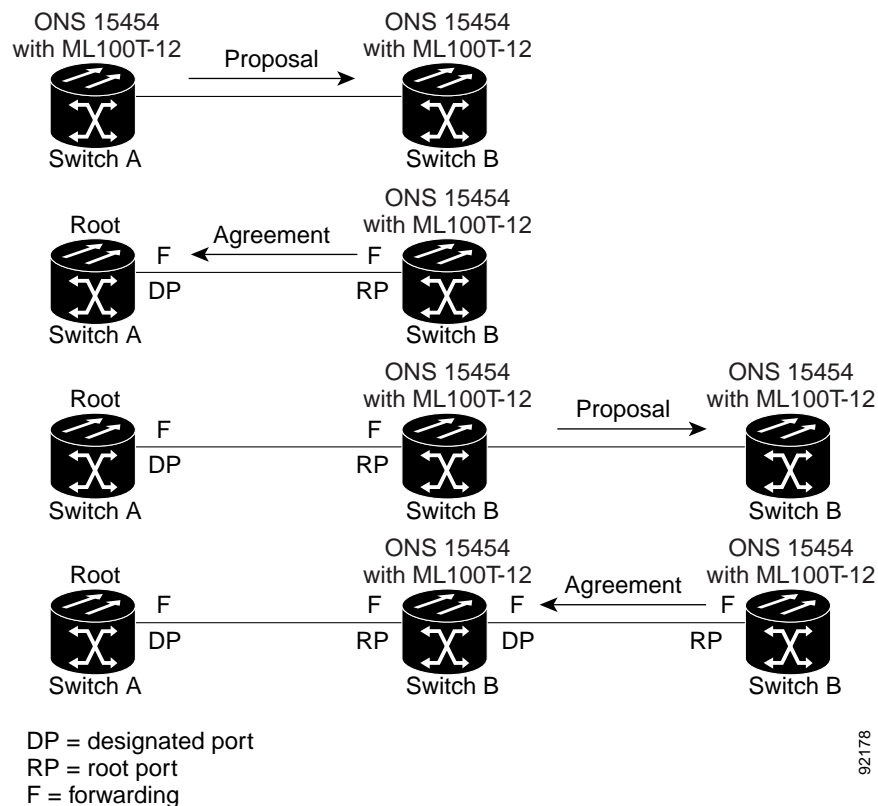 ONS 15454
with ML100T-12
Proposal
ONS 15454
with ML100T-12
Switch A
Switch B
Root
F
DP
Agreement
ONS 15454
with ML100T-12
F
RP
Switch A
Switch B
Root
F
DP
ONS 15454
with ML100T-12
F
RP
Proposal
ONS 15454
with ML100T-12
Switch A
Switch B
Switch B
Root
F
DP
ONS 15454
with ML100T-12
F
RP
F
DP
Agreement
ONS 15454
with ML100T-12
F
RP
Switch A
Switch B
Switch B
DP = designated port
RP = root port
F = forwarding
92178